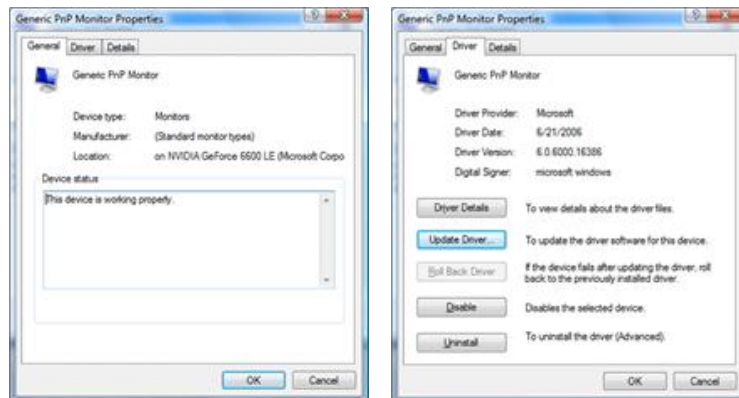 Generic PnP Monitor Properties
General Driver Details
Generic PnP Monitor
Device type: Monitors
Manufacturer: (Standard monitor types)
Location: on NVIDIA GeForce 6600 LE (Microsoft Corpo
Device status
This device is working properly.
OK Cancel
Generic PnP Monitor Properties
General Driver Details
Generic PnP Monitor
Driver Provider: Microsoft
Driver Date: 6/21/2006
Driver Version: 6.0.6000.16386
Digital Signer: microsoft windows
Driver Details To view details about the driver files.
Update Driver... To update the driver software for this device.
Roll Back Driver If the device fails after updating the driver, roll
back to the previously installed driver.
Disable Disables the selected device.
Uninstall To uninstall the driver (Advanced).
OK Cancel